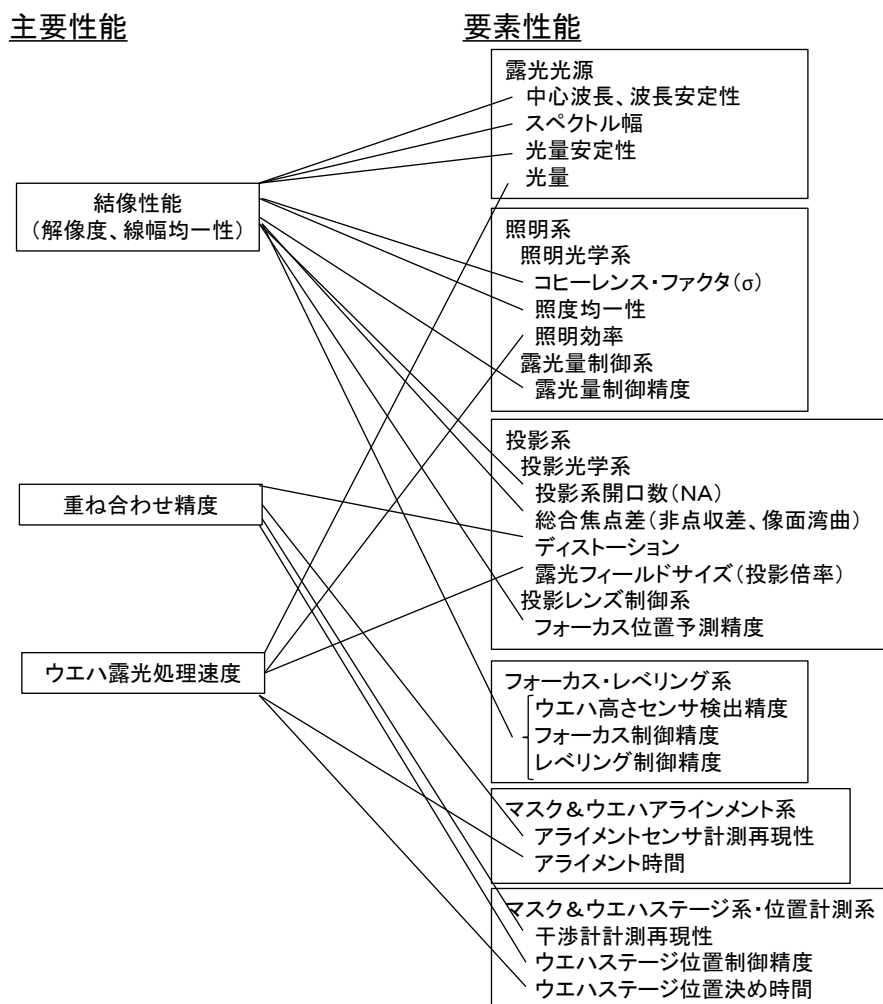 主要性能
要素性能
結像性能
（解像度、線幅均一性）
重ね合わせ精度
ウエハ露光処理速度
露光光源
中心波長、波長安定性
スペクトル幅
光量安定性
光量
照明系
照明光学系
コヒーレンス・ファクタ（σ）
照度均一性
照明効率
露光量制御系
露光量制御精度
投影系
投影光学系
投影系開口数（NA）
総合焦点差（非点収差、像面湾曲）
ディストーション
露光フィールドサイズ（投影倍率）
投影レンズ制御系
フォーカス位置予測精度
フォーカス・レベリング系
ウエハ高さセンサ検出精度
フォーカス制御精度
レベリング制御精度
マスク＆ウエハアラインメント系
アライメントセンサ計測再現性
アライメント時間
マスク＆ウエハステージ系・位置計測系
干渉計計測再現性
ウエハステージ位置制御精度
ウエハステージ位置決め時間